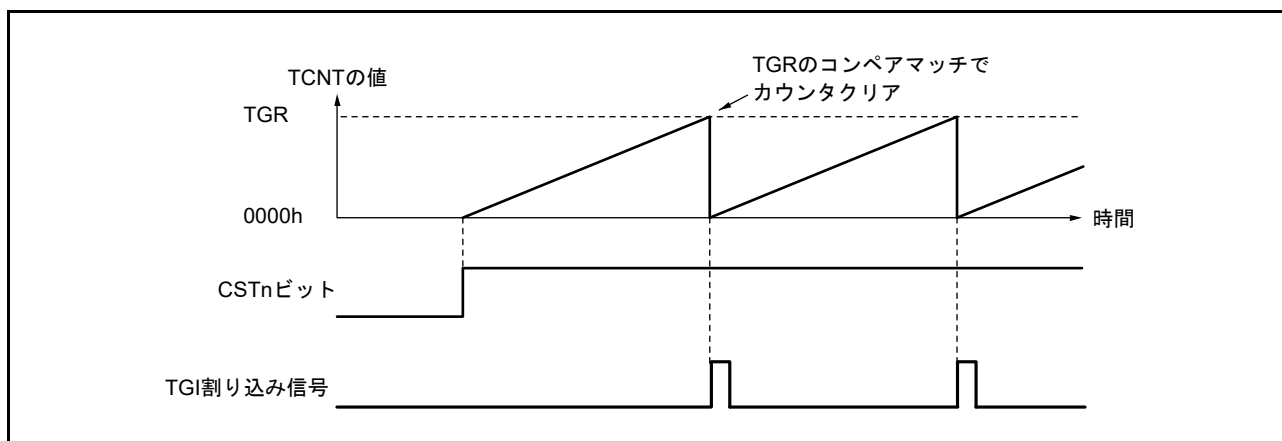 TGRのコンペアマッチで
カウンタクリア
TCNTの値
TGR
0000h
時間
CSTnビット
TGI割り込み信号